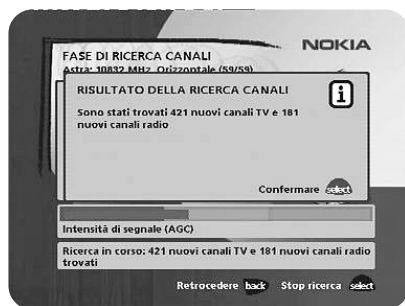 NOKIA
FASE DI RICERCA CANALI
Astra: 10832 MHz, Orizzontale (59/59)
RISULTATO DELLA RICERCA CANALI
i
Sono stati trovati 421 nuovi canali TV e 181
nuovi canali radio
Confermare select
Intensità di segnale (AGC)
Ricerca in corso: 421 nuovi canali TV e 181 nuovi canali radio
trovati
Retrocedere back Stop ricerca select